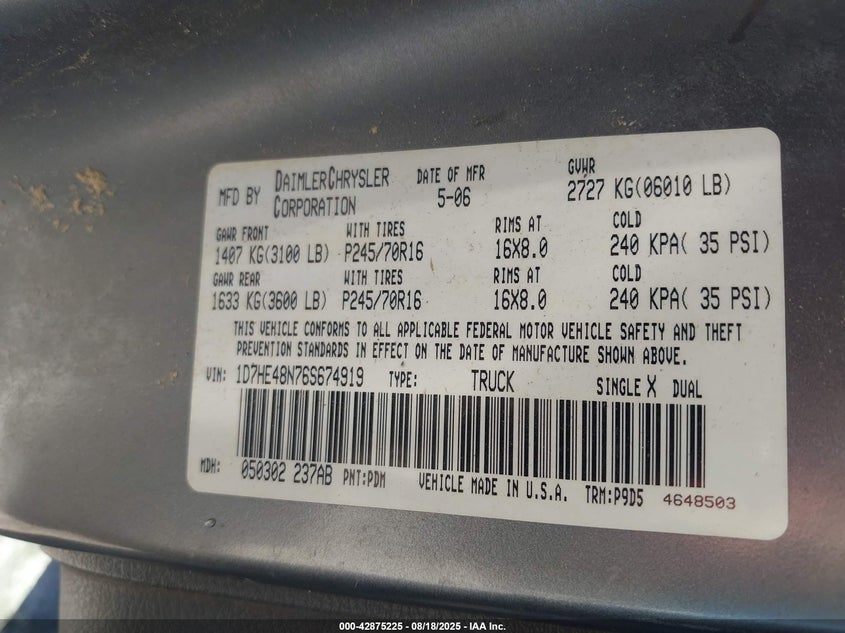 MFD BY DAIMLERCHRYSLER CORPORATION DATE OF MFR 5-06 GVWR 2727 KG(06010 LB)
GAWR FRONT WITH TIRES RIMS AT COLD
1407 KG(3100 LB) P245/70R16 16X8.0 240 KPA( 35 PSI)
GAWR REAR WITH TIRES RIMS AT COLD
1633 KG(3600 LB) P245/70R16 16X8.0 240 KPA( 35 PSI)
THIS VEHICLE CONFORMS TO ALL APPLICABLE FEDERAL MOTOR VEHICLE SAFETY AND THEFT
PREVENTION STANDARDS IN EFFECT ON THE DATE OF MANUFACTURE SHOWN ABOVE.
VIN: 1D7HE48N76S674919 TYPE: TRUCK SINGLE X DUAL
MDH: 050302 237AB PNT:PDM VEHICLE MADE IN U.S.A. TRM:P9D5 4648503
000-42875225 - 08/18/2025 - IAA Inc.